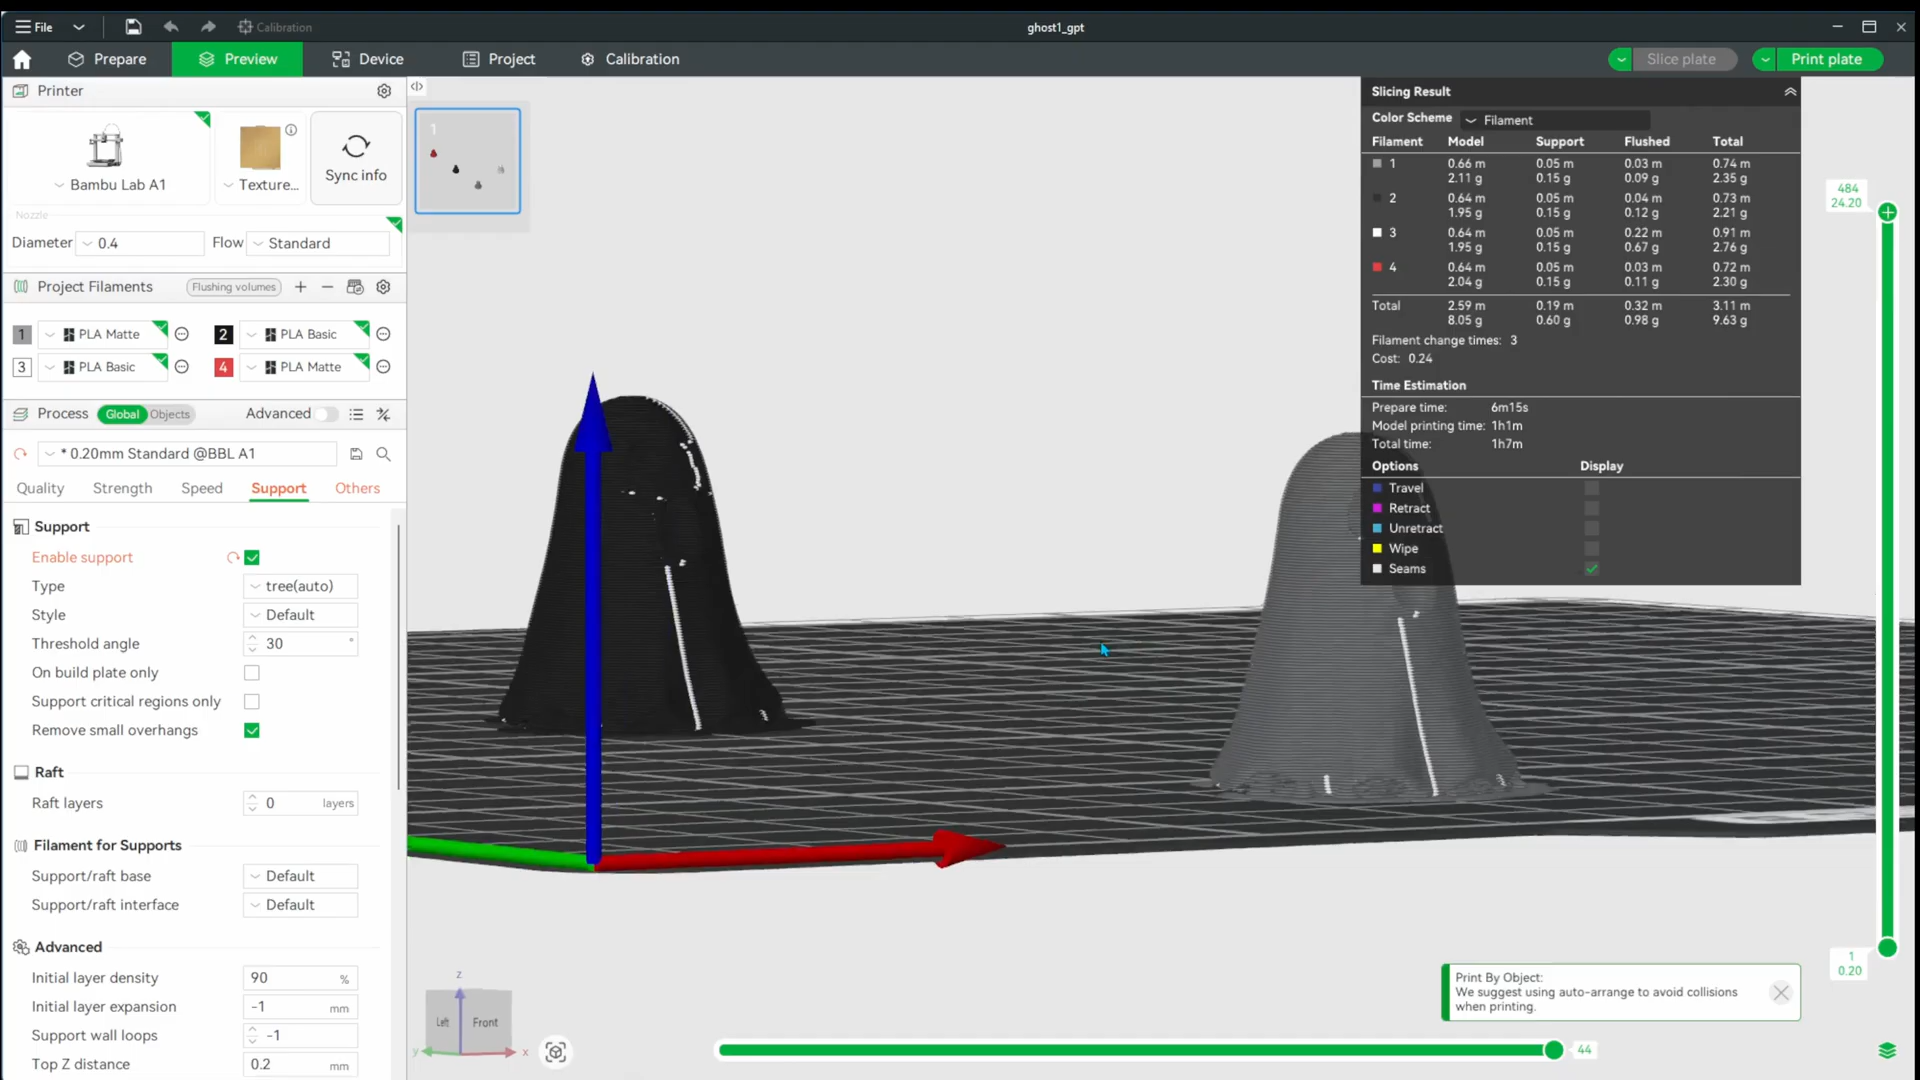 File
Calibration
ghost1_gpt
Prepare
Preview
Device
Project
Calibration
Slice plate
Print plate
Printer
Bambu Lab A1
Texture...
Sync info
Nozzle
Diameter 0.4 Flow Standard
Project Filaments Flushing volumes
1 PLA Matte 2 PLA Basic
3 PLA Basic 4 PLA Matte
Process Global Objects Advanced
* 0.20mm Standard @BBL A1
Quality Strength Speed Support Others
Support
Enable support
Type tree(auto)
Style Default
Threshold angle 30 °
On build plate only
Support critical regions only
Remove small overhangs
Raft
Raft layers 0 layers
Filament for Supports
Support/raft base Default
Support/raft interface Default
Advanced
Initial layer density 90 %
Initial layer expansion -1 mm
Support wall loops -1
Top Z distance 0.2 mm
1
Slicing Result
Color Scheme Filament
Filament Model Support Flushed Total
1 0.66 m 0.05 m 0.03 m 0.74 m
2.11 g 0.15 g 0.09 g 2.35 g
2 0.64 m 0.05 m 0.04 m 0.73 m
1.95 g 0.15 g 0.12 g 2.21 g
3 0.64 m 0.05 m 0.22 m 0.91 m
1.95 g 0.15 g 0.67 g 2.76 g
4 0.64 m 0.05 m 0.03 m 0.72 m
2.04 g 0.15 g 0.11 g 2.30 g
Total 2.59 m 0.19 m 0.32 m 3.11 m
8.05 g 0.60 g 0.98 g 9.63 g
Filament change times: 3
Cost: 0.24
Time Estimation
Prepare time: 6m15s
Model printing time: 1h1m
Total time: 1h7m
Options Display
Travel
Retract
Unretract
Wipe
Seams
484
24.20
1
0.20
Print By Object:
We suggest using auto-arrange to avoid collisions
when printing.
z
Left Front
y x
44